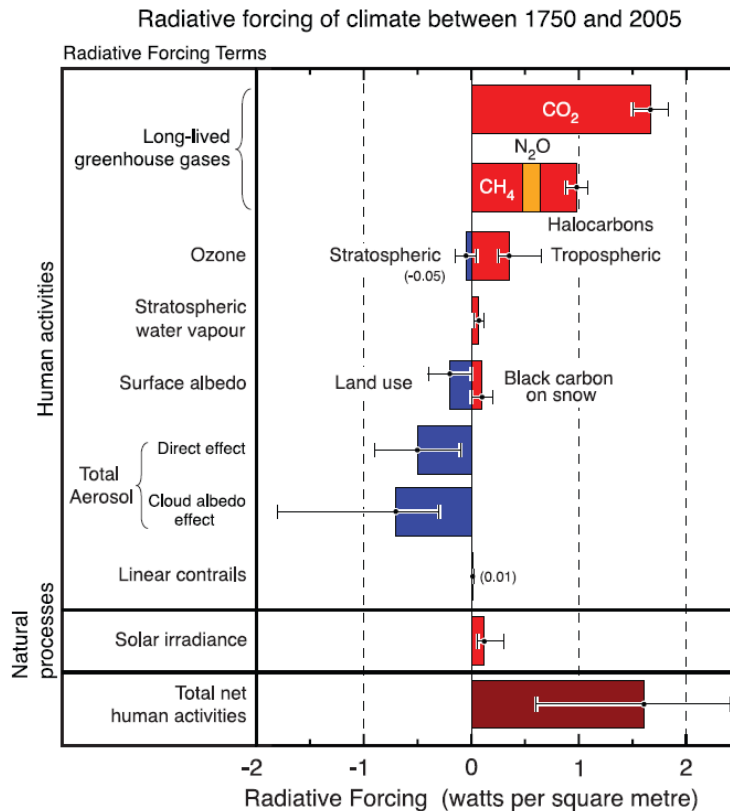 Radiative forcing of climate between 1750 and 2005
Radiative Forcing Terms
Human activities
Long-lived
greenhouse gases
CO₂
N₂O
CH₄
Halocarbons
Ozone
Stratospheric
(-0.05)
Tropospheric
Stratospheric
water vapour
Surface albedo
Land use
Black carbon
on snow
Total
Aerosol
Direct effect
Cloud albedo
effect
Linear contrails
(0.01)
Natural
processes
Solar irradiance
Total net
human activities
-2 -1 0 1 2
Radiative Forcing (watts per square metre)